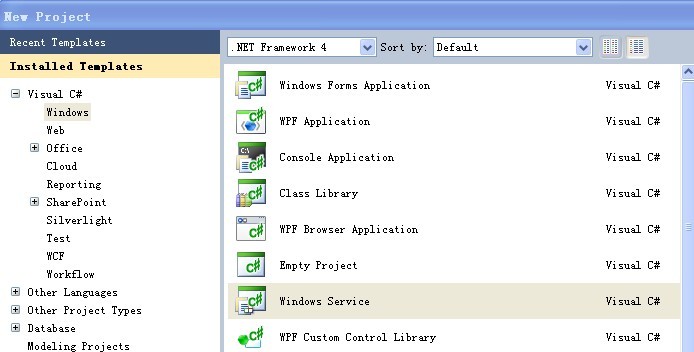 New Project
Recent Templates
Installed Templates
Visual C#
Windows
Web
Office
Cloud
Reporting
SharePoint
Silverlight
Test
WCF
Workflow
Other Languages
Other Project Types
Database
Modeling Projects
.NET Framework 4 Sort by: Default
Windows Forms Application Visual C#
WPF Application Visual C#
Console Application Visual C#
Class Library Visual C#
WPF Browser Application Visual C#
Empty Project Visual C#
Windows Service Visual C#
WPF Custom Control Library Visual C#